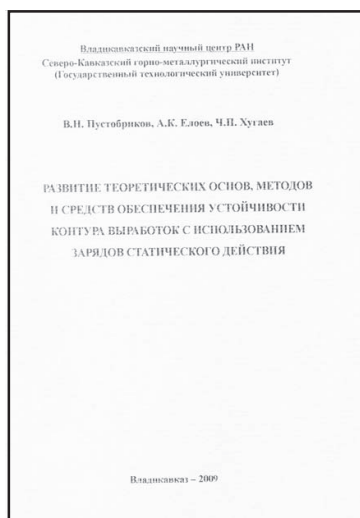 Владикавказский научный центр РАН
Северо-Кавказский горно-металлургический институт
(Государственный технологический университет)
В.Н. Пустобриков, А.К. Елоев, Ч.П. Хугаев
РАЗВИТИЕ ТЕОРЕТИЧЕСКИХ ОСНОВ, МЕТОДОВ
И СРЕДСТВ ОБЕСПЕЧЕНИЯ УСТОЙЧИВОСТИ
КОНТУРА ВЫРАБОТОК С ИСПОЛЬЗОВАНИЕМ
ЗАРЯДОВ СТАТИЧЕСКОГО ДЕЙСТВИЯ
Владикавказ – 2009